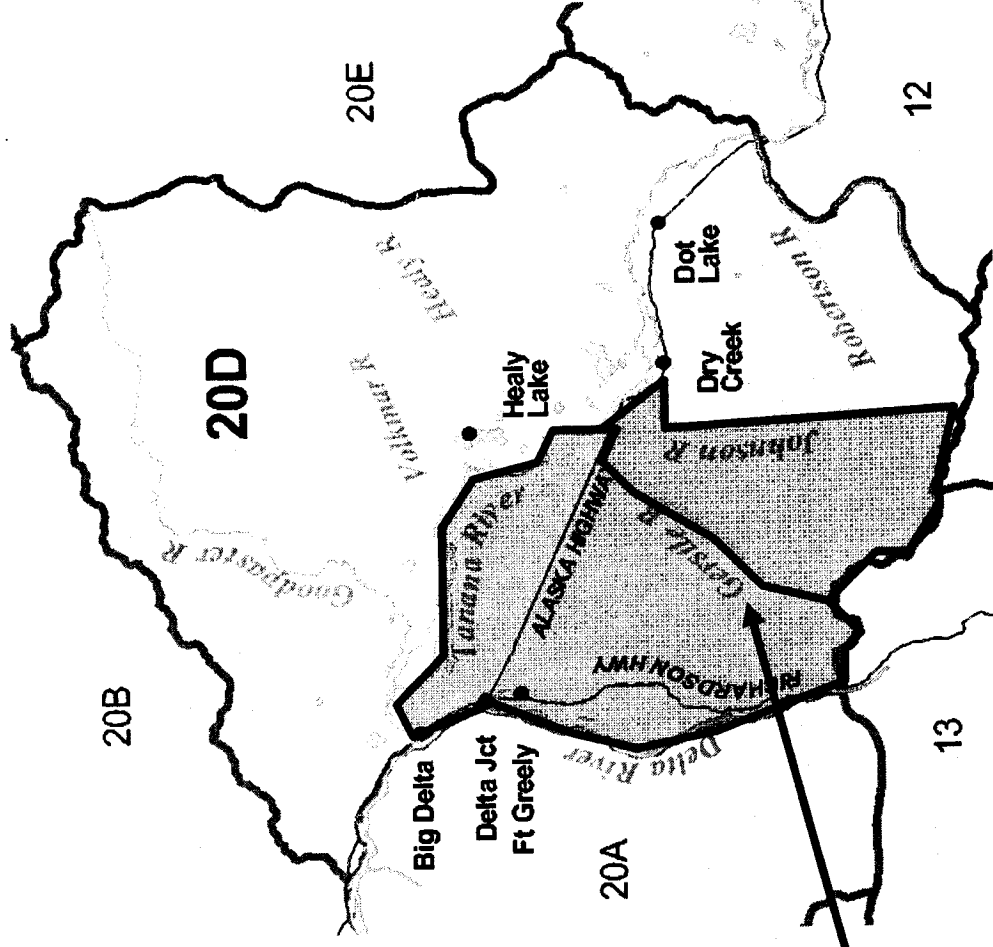 20E
12
20D
Healy R
Volkmar R
Goodpaster R
20B
Healy
Lake
Dot
Lake
Dry
Creek
Robertson R
Tanana River
ALASKA HIGHWAY
Johnson R
Gerstle R
RICHARDSON HWY
Delta River
Big Delta
Delta Jct
Ft Greely
20A
13